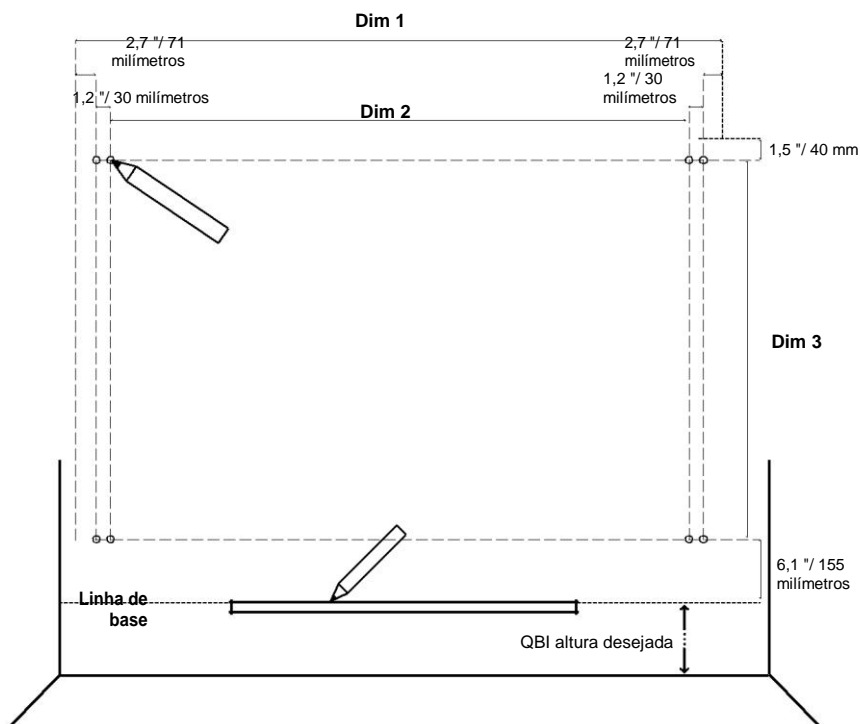 Dim 1
2,7 "/ 71
milímetros
2,7 "/ 71
milímetros
1,2 "/ 30 milímetros
1,2 "/ 30
milímetros
Dim 2
1,5 "/ 40 mm
Dim 3
6,1 "/ 155
milímetros
Linha de
base
QBI altura desejada